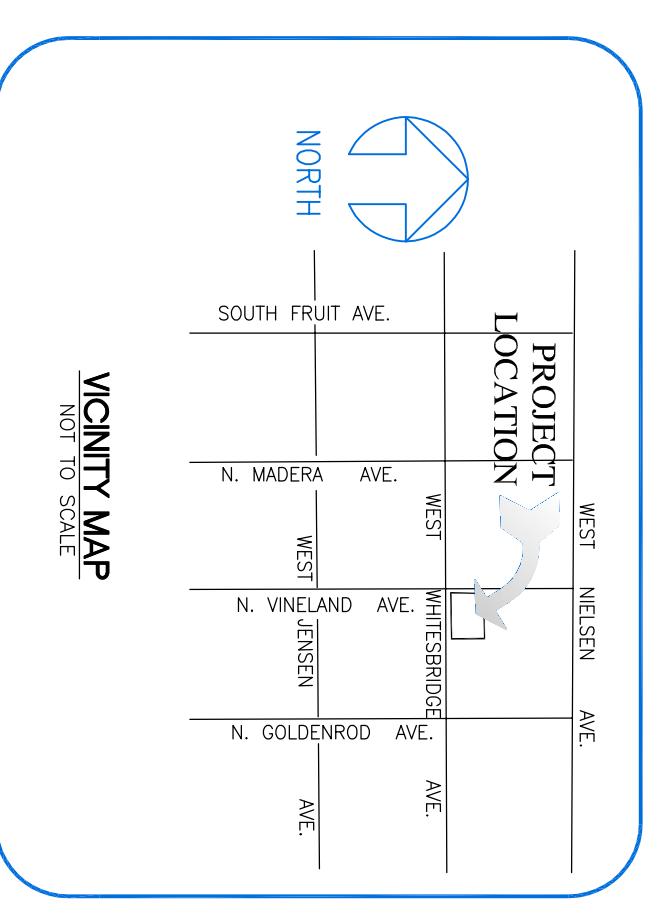 NORTH
SOUTH FRUIT AVE.
PROJECT
LOCATION
N. MADERA AVE.
WEST NIELSEN AVE.
WEST WHITESBRIDGE AVE.
WEST JENSEN AVE.
N. VINELAND AVE.
N. GOLDENROD AVE.
VICINITY MAP
NOT TO SCALE